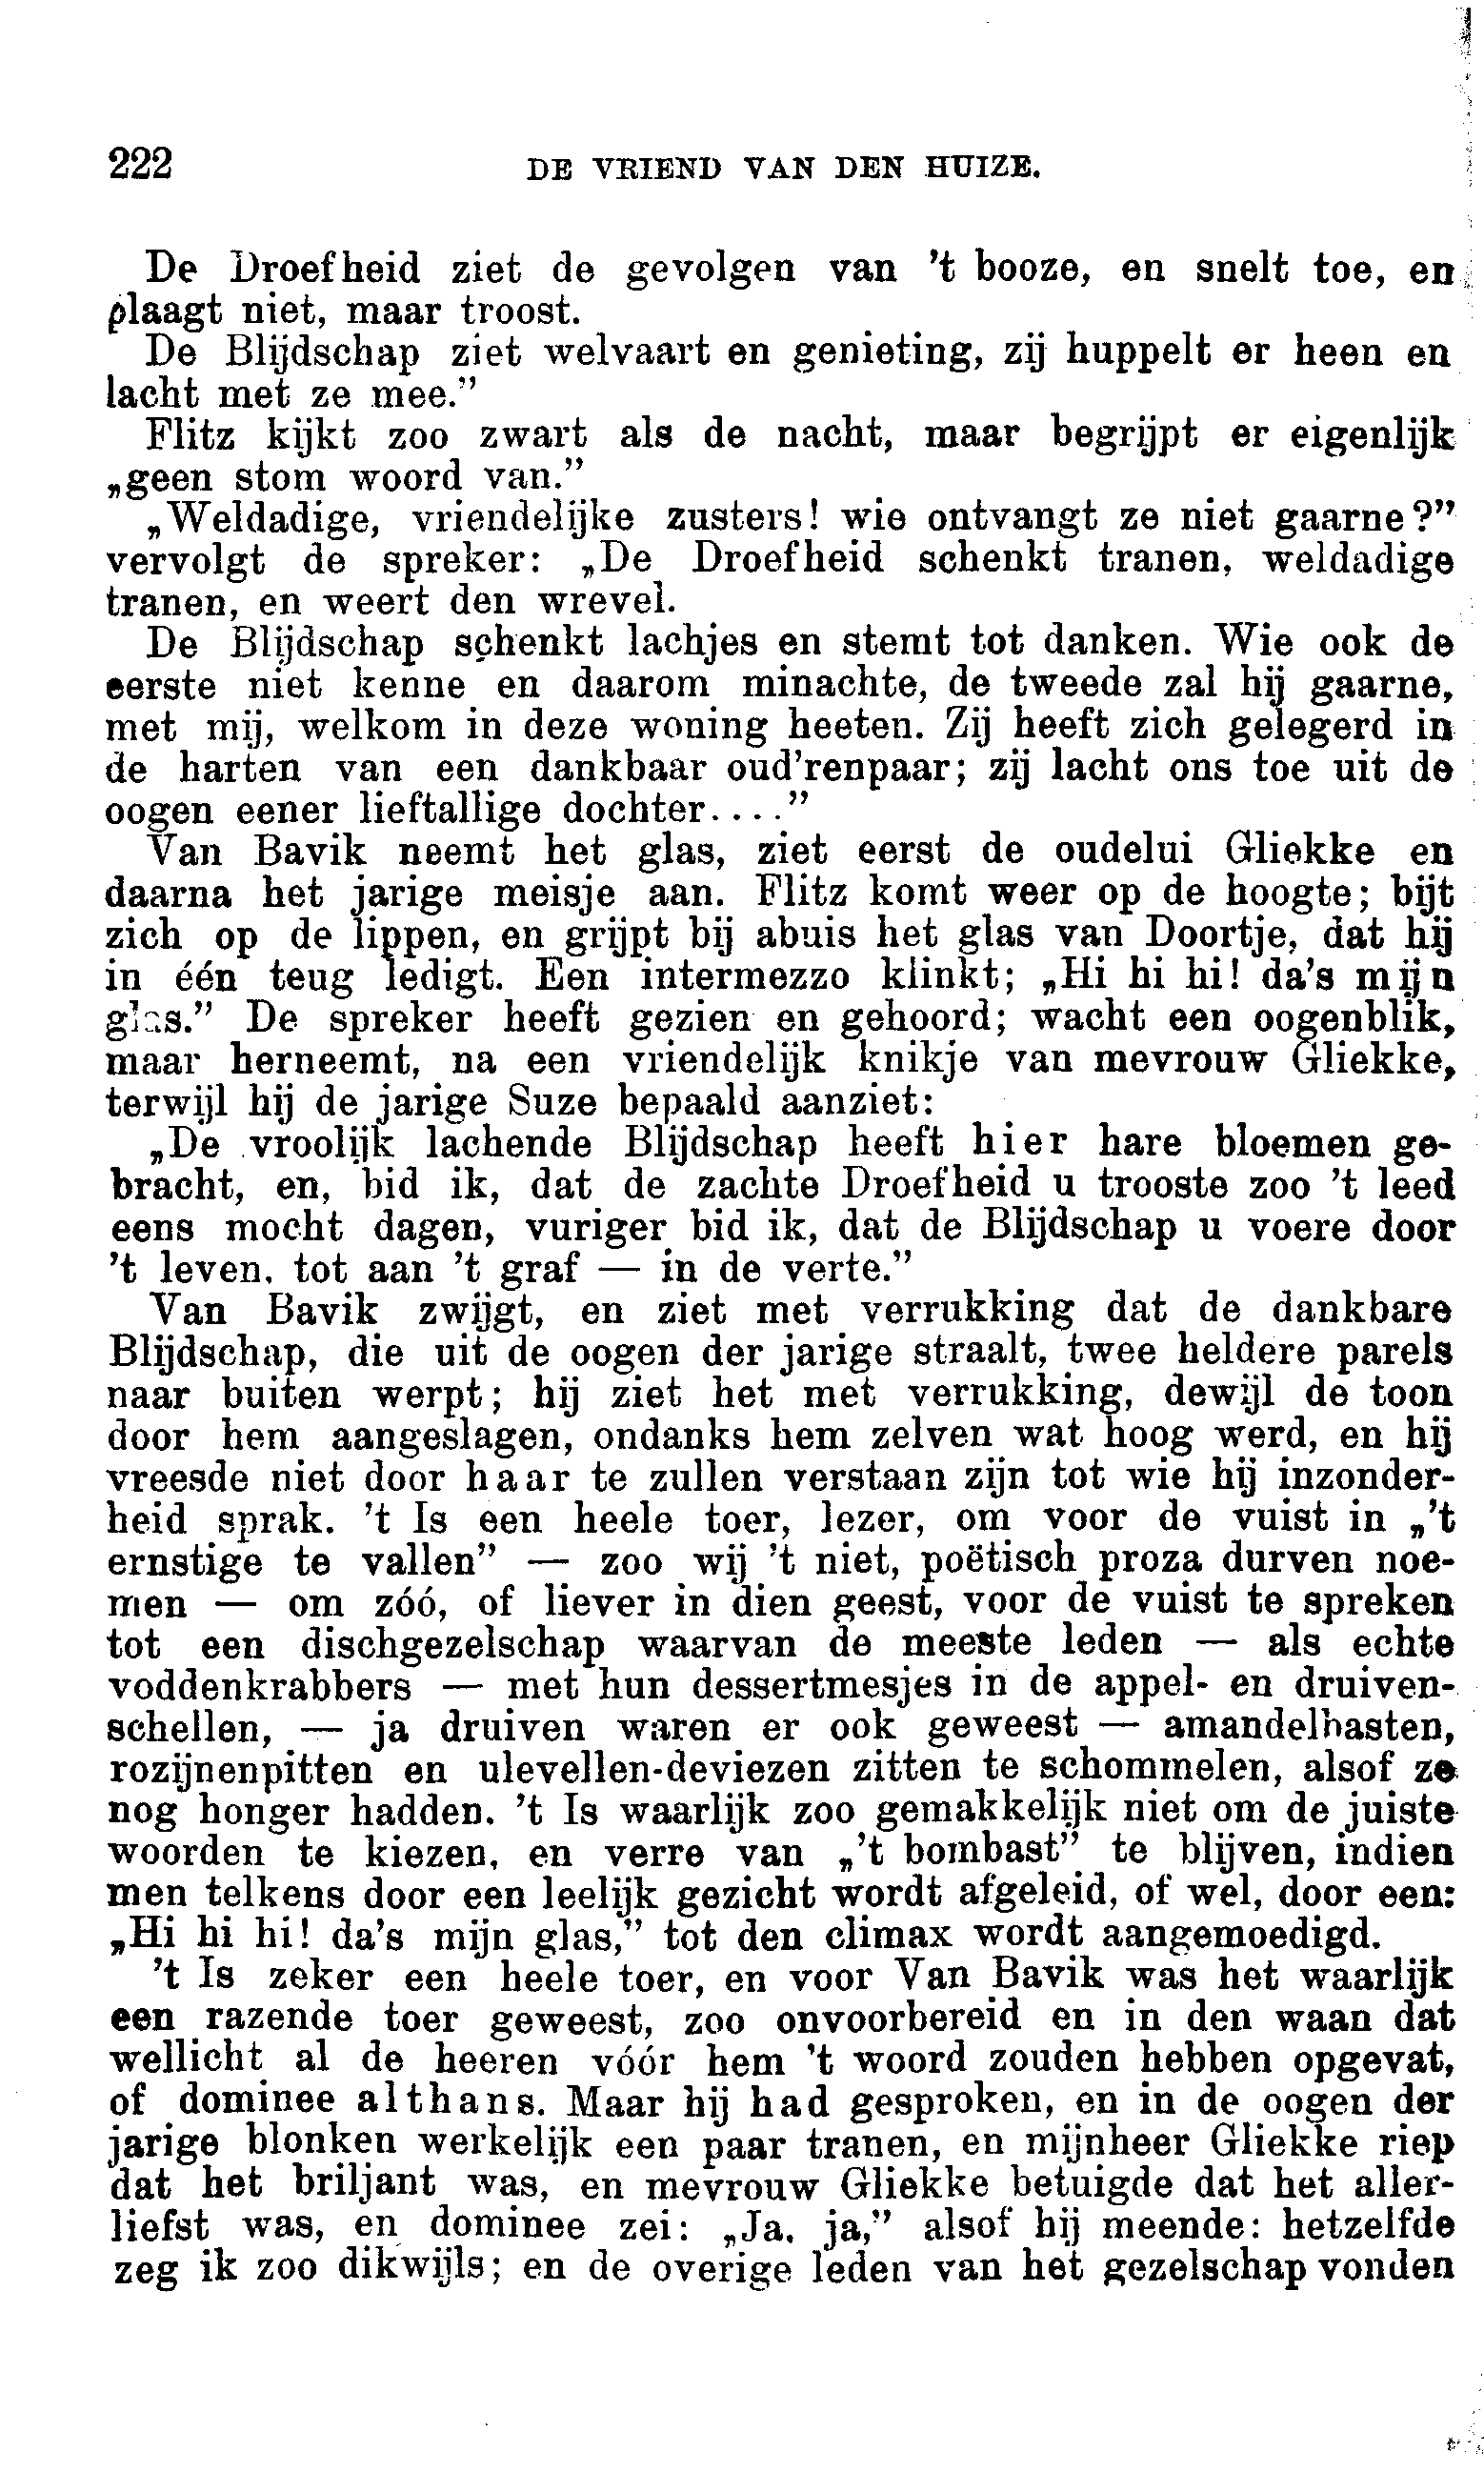 222 DE VRIEND VAN DEN HUIZE.
De Droefheid ziet de gevolgen van 't booze, en snelt toe, en
plaagt niet, maar troost.
De Blijdschap ziet welvaart en genieting, zij huppelt er heen en
lacht met ze mee.”
Flitz kijkt zoo zwart als de nacht, maar begrijpt er eigenlijk
„geen stom woord van.”
„Weldadige, vriendelijke zusters! wie ontvangt ze niet gaarne?”
vervolgt de spreker: „De Droefheid schenkt tranen, weldadige
tranen, en weert den wrevel.
De Blijdschap schenkt lachjes en stemt tot danken. Wie ook de
eerste niet kenne en daarom minachte, de tweede zal hij gaarne,
met mij, welkom in deze woning heeten. Zij heeft zich gelegerd in
de harten van een dankbaar oud'renpaar; zij lacht ons toe uit de
oogen eener lieftallige dochter....”
Van Bavik neemt het glas, ziet eerst de oudelui Gliekke en
daarna het jarige meisje aan. Flitz komt weer op de hoogte; bijt
zich op de lippen, en grijpt bij abuis het glas van Doortje, dat hij
in één teug ledigt. Een intermezzo klinkt; „Hi hi hi! da's mijn
glas.” De spreker heeft gezien en gehoord; wacht een oogenblik,
maar herneemt, na een vriendelijk knikje van mevrouw Gliekke,
terwijl hij de jarige Suze bepaald aanziet:
„De vroolijk lachende Blijdschap heeft hier hare bloemen ge-
bracht, en, bid ik, dat de zachte Droefheid u trooste zoo 't leed
eens mocht dagen, vuriger bid ik, dat de Blijdschap u voere door
't leven, tot aan 't graf — in de verte.”
Van Bavik zwijgt, en ziet met verrukking dat de dankbare
Blijdschap, die uit de oogen der jarige straalt, twee heldere parels
naar buiten werpt; hij ziet het met verrukking, dewijl de toon
door hem aangeslagen, ondanks hem zelven wat hoog werd, en hij
vreesde niet door haar te zullen verstaan zijn tot wie hij inzonder-
heid sprak. 't Is een heele toer, lezer, om voor de vuist in „'t
ernstige te vallen” — zoo wij 't niet, poëtisch proza durven noe-
men — om zóó, of liever in dien geest, voor de vuist te spreken
tot een dischgezelschap waarvan de meeste leden — als echte
voddenkrabbers — met hun dessertmesjes in de appel- en druiven-
schellen, — ja druiven waren er ook geweest — amandelbasten,
rozijnenpitten en ulevellen-deviezen zitten te schommelen, alsof ze
nog honger hadden. 't Is waarlijk zoo gemakkelijk niet om de juiste
woorden te kiezen, en verre van „'t bombast” te blijven, indien
men telkens door een leelijk gezicht wordt afgeleid, of wel, door een:
„Hi hi hi! da's mijn glas,” tot den climax wordt aangemoedigd.
't Is zeker een heele toer, en voor Van Bavik was het waarlijk
een razende toer geweest, zoo onvoorbereid en in den waan dat
wellicht al de heeren vóór hem 't woord zouden hebben opgevat,
of dominee althans. Maar hij had gesproken, en in de oogen der
jarige blonken werkelijk een paar tranen, en mijnheer Gliekke riep
dat het briljant was, en mevrouw Gliekke betuigde dat het aller-
liefst was, en dominee zei: „Ja, ja,” alsof hij meende: hetzelfde
zeg ik zoo dikwijls; en de overige leden van het gezelschap vonden